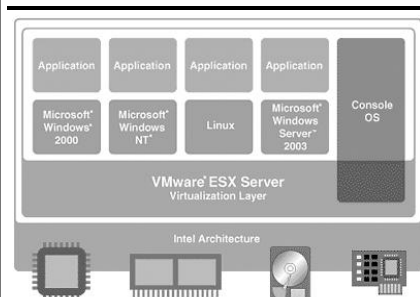 Application
Application
Application
Application
Console
OS
Microsoft*
Windows*
2000
Microsoft*
Windows
NT*
Linux
Microsoft*
Windows
Server™
2003
VMware® ESX Server
Virtualization Layer
Intel Architecture